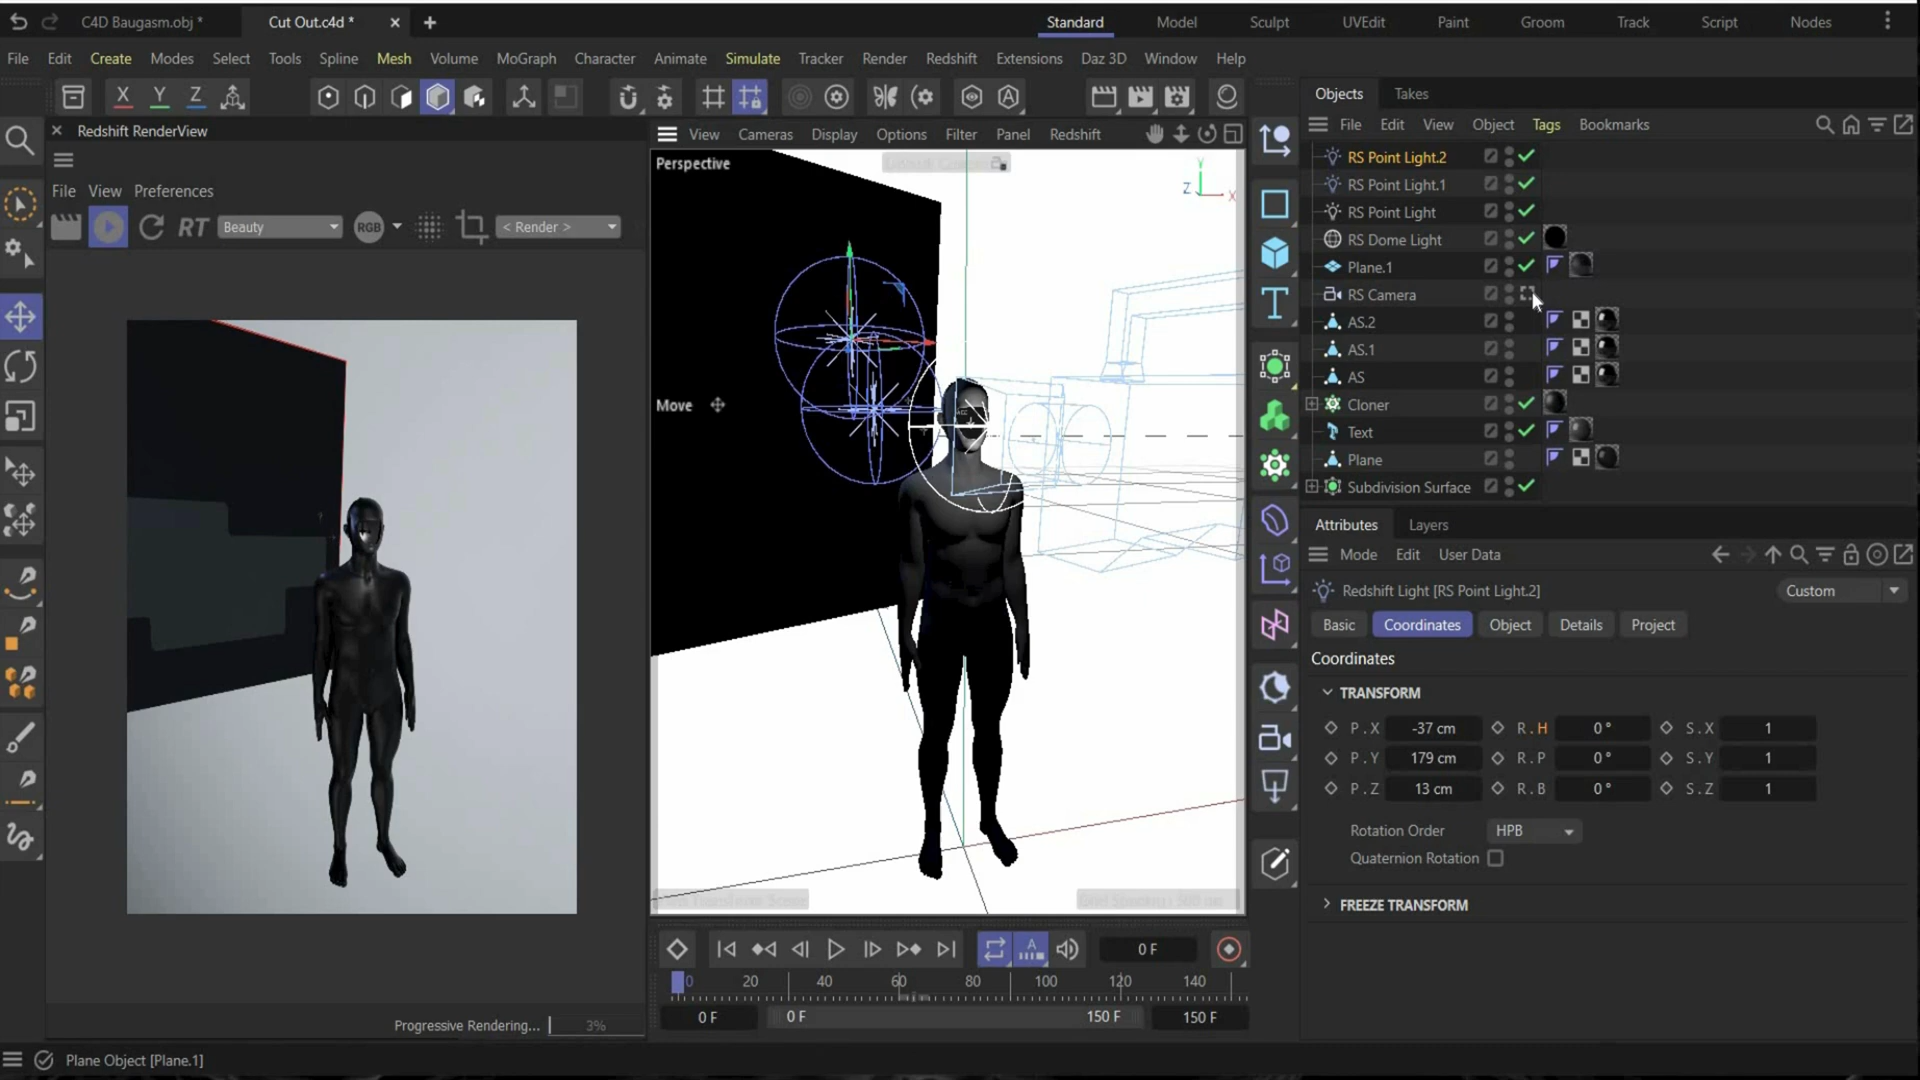 C4D Baugasm.obj *
Cut Out.c4d *
Standard
Model
Sculpt
UVEdit
Paint
Groom
Track
Script
Nodes
File Edit Create Modes Select Tools Spline Mesh Volume MoGraph Character Animate Simulate Tracker Render Redshift Extensions Daz 3D Window Help
X Y Z
Redshift RenderView
File View Preferences
RT Beauty RGB < Render >
Progressive Rendering... 3%
View Cameras Display Options Filter Panel Redshift
Perspective
Y
Z
X
Move
0 F
0 20 40 60 80 100 120 140
0 F 0 F 150 F 150 F
Objects Takes
File Edit View Object Tags Bookmarks
RS Point Light.2
RS Point Light.1
RS Point Light
RS Dome Light
Plane.1
RS Camera
AS.2
AS.1
AS
Cloner
Text
Plane
Subdivision Surface
Attributes Layers
Mode Edit User Data
Redshift Light [RS Point Light.2]
Custom
Basic Coordinates Object Details Project
Coordinates
TRANSFORM
P . X -37 cm R . H 0 ° S . X 1
P . Y 179 cm R . P 0 ° S . Y 1
P . Z 13 cm R . B 0 ° S . Z 1
Rotation Order HPB
Quaternion Rotation
FREEZE TRANSFORM
Plane Object [Plane.1]